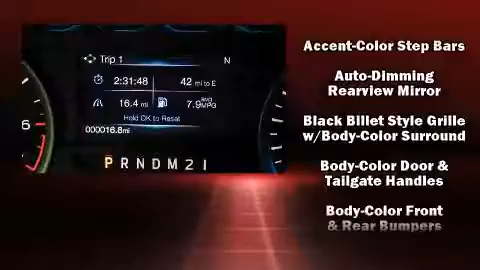 Trip 1
N
2:31:48
42 mi to E
16.4 mi
7.9 AVG MPG
Hold OK to Reset
000016.8mi
P R N D M 2 1
6
Accent-Color Step Bars
Auto-Dimming
Rearview Mirror
Black Billet Style Grille
w/Body-Color Surround
Body-Color Door &
Tailgate Handles
Body-Color Front
& Rear Bumpers